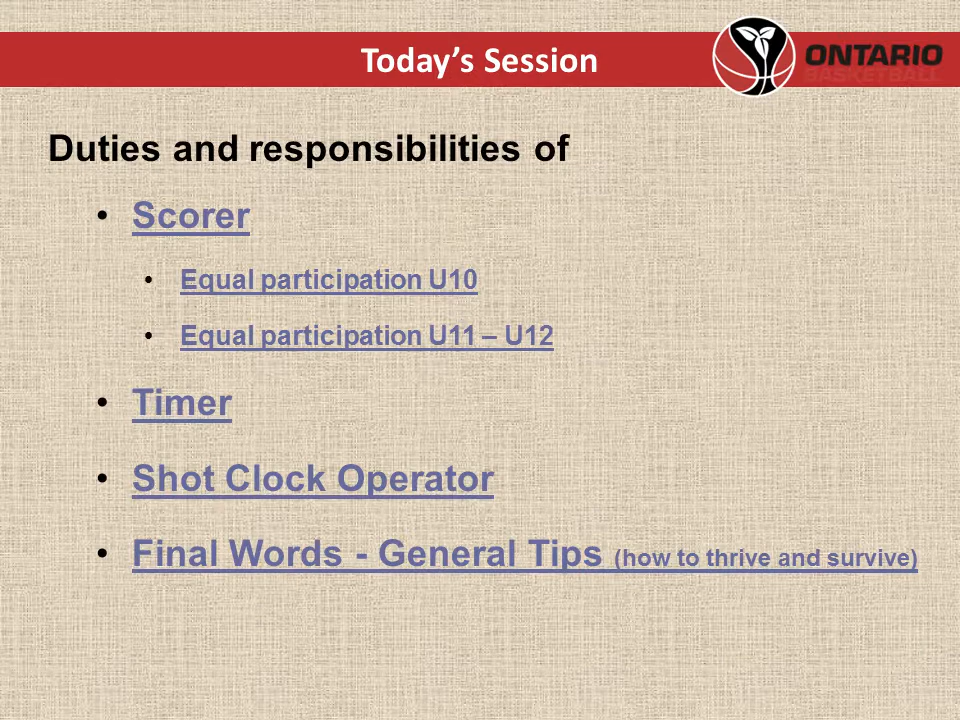 Today's Session
ONTARIO
BASKETBALL
Duties and responsibilities of
• Scorer
• Equal participation U10
• Equal participation U11 – U12
• Timer
• Shot Clock Operator
• Final Words - General Tips (how to thrive and survive)